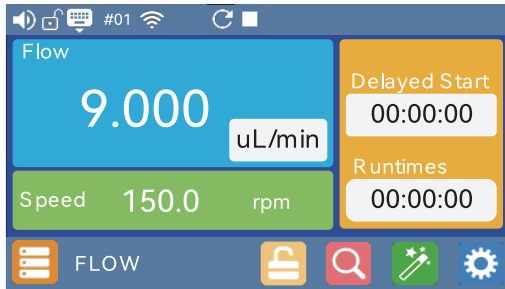 #01
Flow
9.000
uL/min
Speed 150.0 rpm
Delayed Start
00:00:00
Runtimes
00:00:00
FLOW